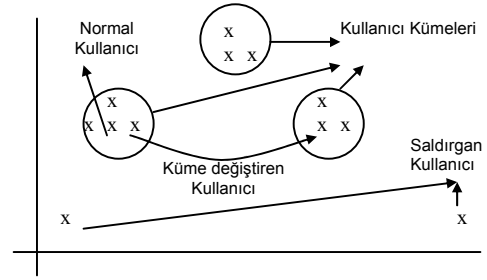 Normal
Kullanıcı
x
x x
Kullanıcı Kümeleri
x
x x x
x
x x
Küme değiştiren
Kullanıcı
Saldırgan
Kullanıcı
x
x